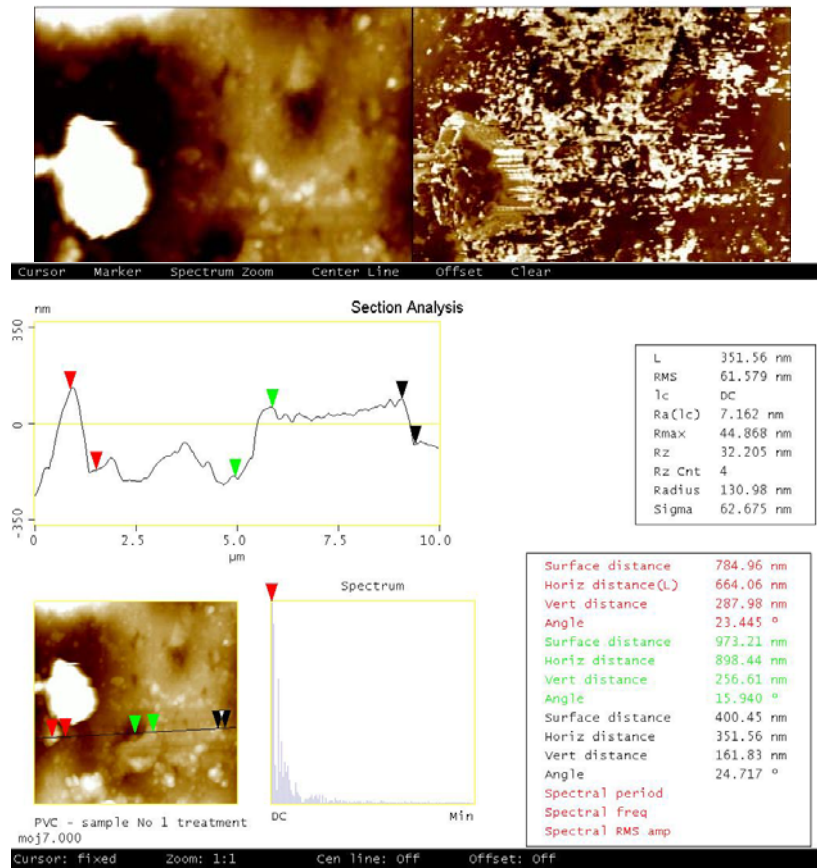 Cursor Marker Spectrum Zoom Center Line Offset Clear
Section Analysis
nm
350
0
-350
0 2.5 5.0 7.5 10.0
µm
L 351.56 nm
RMS 61.579 nm
lc DC
Ra(lc) 7.162 nm
Rmax 44.868 nm
Rz 32.205 nm
Rz Cnt 4
Radius 130.98 nm
Sigma 62.675 nm
Surface distance 784.96 nm
Horiz distance(L) 664.06 nm
Vert distance 287.98 nm
Angle 23.445 º
Surface distance 973.21 nm
Horiz distance 898.44 nm
Vert distance 256.61 nm
Angle 15.940 º
Surface distance 400.45 nm
Horiz distance 351.56 nm
Vert distance 161.83 nm
Angle 24.717 º
Spectral period
Spectral freq
Spectral RMS amp
Spectrum
DC Min
PVC - sample No 1 treatment
moj7.000
Cursor: fixed Zoom: 1:1 Cen line: Off Offset: Off